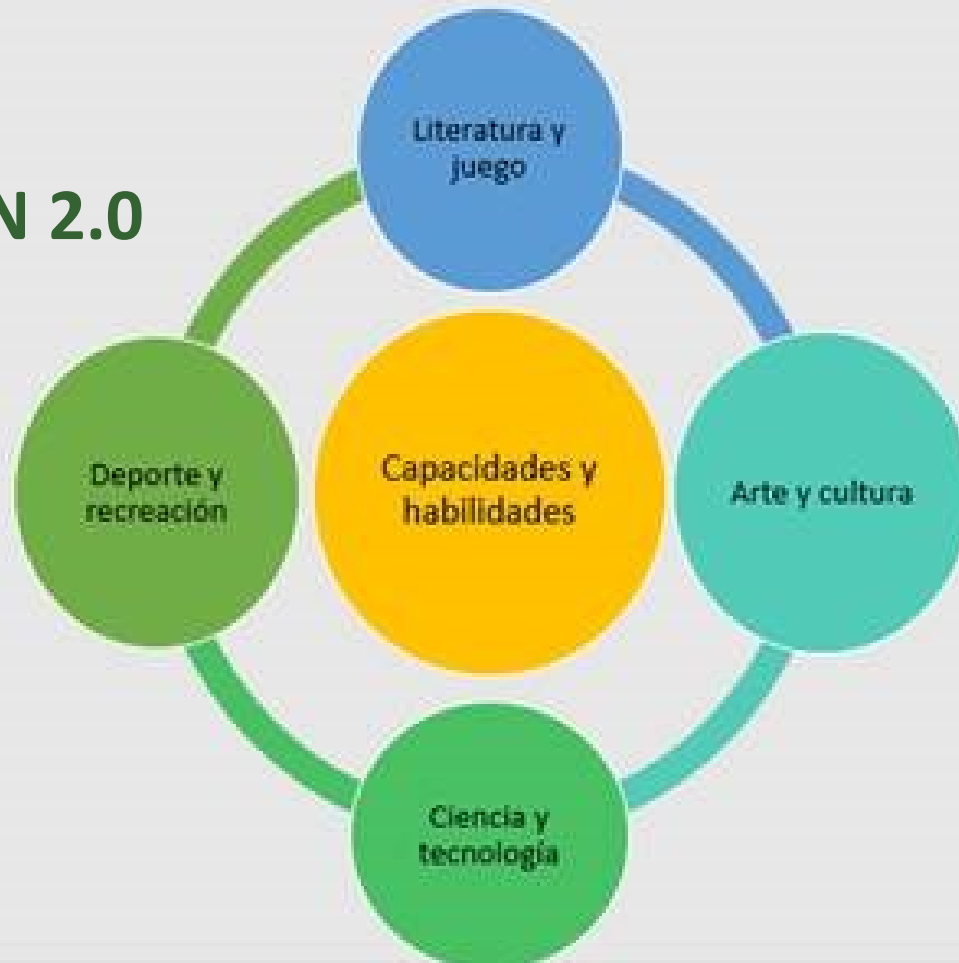 Literatura y
juego
N 2.0
Deporte y
recreación
Capacidades y
habilidades
Arte y cultura
Ciencia y
tecnología